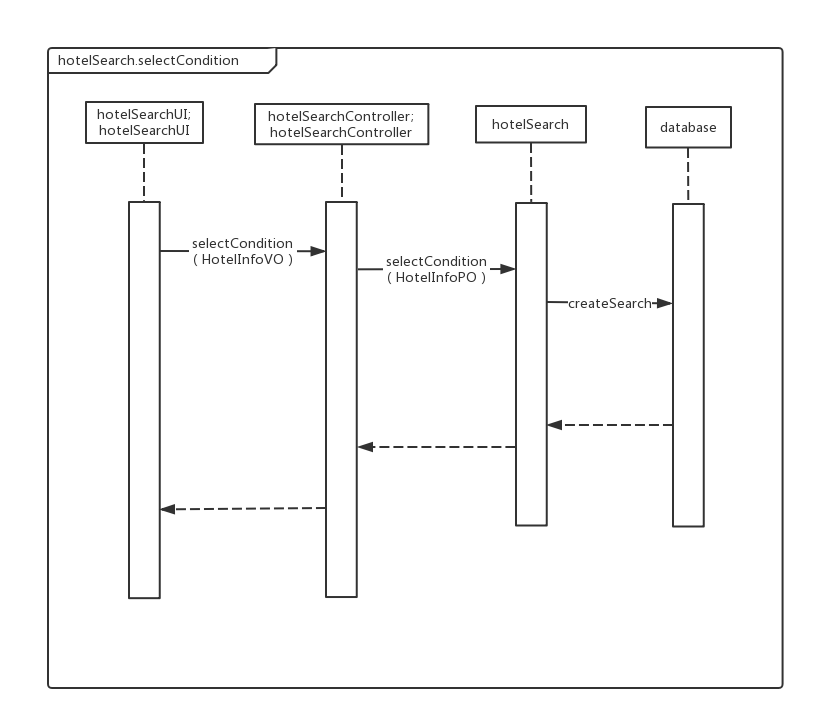 hotelSearch.selectCondition
hotelSearchUI;
hotelSearchUI
hotelSearchController;
hotelSearchController
hotelSearch
database
selectCondition
( HotelInfoVO )
selectCondition
( HotelInfoPO )
createSearch